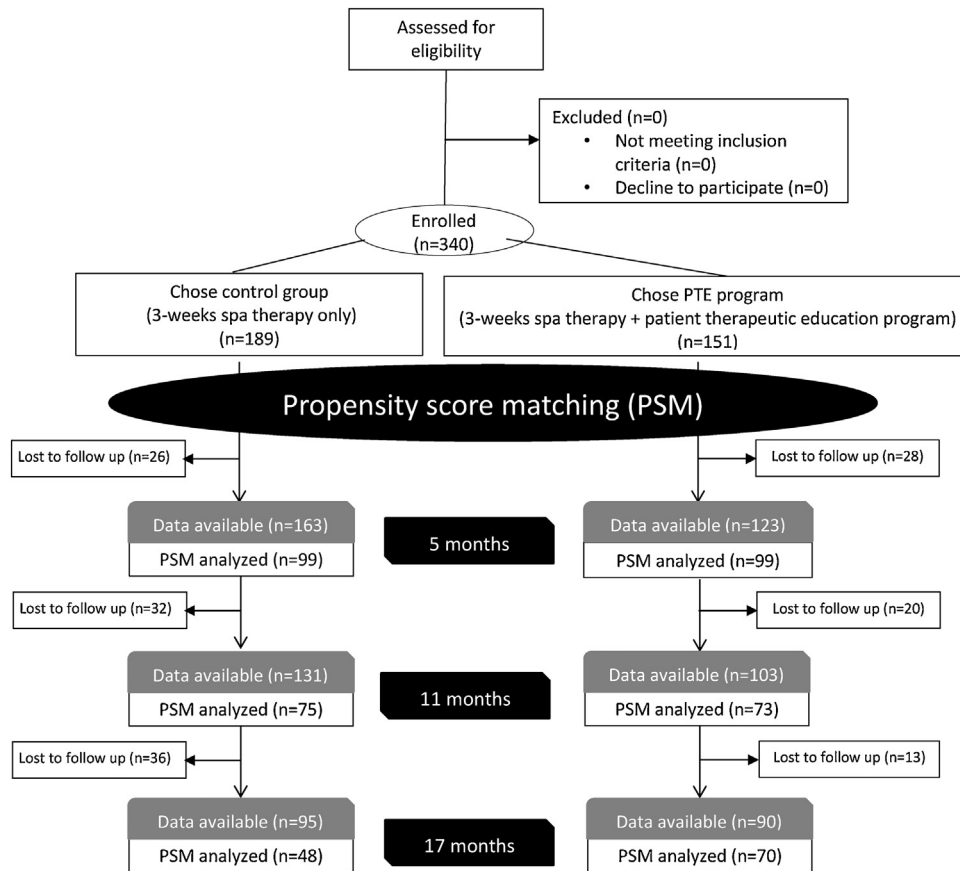 Assessed for
eligibility
Excluded (n=0)
• Not meeting inclusion
criteria (n=0)
• Decline to participate (n=0)
Enrolled
(n=340)
Chose control group
(3-weeks spa therapy only)
(n=189)
Chose PTE program
(3-weeks spa therapy + patient therapeutic education program)
(n=151)
Propensity score matching (PSM)
Lost to follow up (n=26)
Lost to follow up (n=28)
Data available (n=163)
PSM analyzed (n=99)
5 months
Data available (n=123)
PSM analyzed (n=99)
Lost to follow up (n=32)
Lost to follow up (n=20)
Data available (n=131)
PSM analyzed (n=75)
11 months
Data available (n=103)
PSM analyzed (n=73)
Lost to follow up (n=36)
Lost to follow up (n=13)
Data available (n=95)
PSM analyzed (n=48)
17 months
Data available (n=90)
PSM analyzed (n=70)